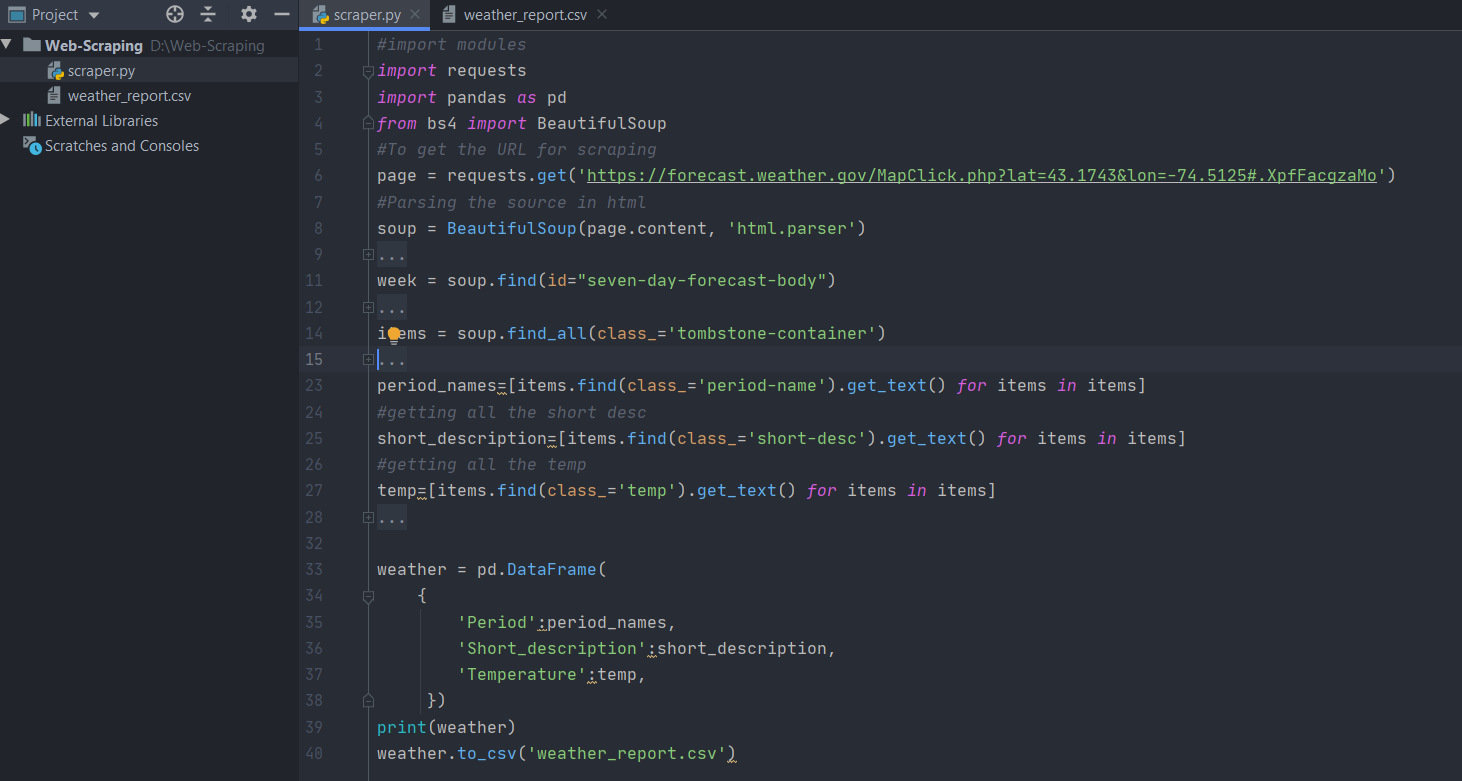 Project
scraper.py
weather_report.csv
Web-Scraping D:\Web-Scraping
scraper.py
weather_report.csv
External Libraries
Scratches and Consoles
1 #import modules
2 import requests
3 import pandas as pd
4 from bs4 import BeautifulSoup
5 #To get the URL for scraping
6 page = requests.get('https://forecast.weather.gov/MapClick.php?lat=43.1743&lon=-74.5125#.XpfFacgzaMo')
7 #Parsing the source in html
8 soup = BeautifulSoup(page.content, 'html.parser')
9 ...
11 week = soup.find(id="seven-day-forecast-body")
12 ...
14 items = soup.find_all(class_='tombstone-container')
15 ...
23 period_names=[items.find(class_='period-name').get_text() for items in items]
24 #getting all the short desc
25 short_description=[items.find(class_='short-desc').get_text() for items in items]
26 #getting all the temp
27 temp=[items.find(class_='temp').get_text() for items in items]
28 ...
32
33 weather = pd.DataFrame(
34 {
35 'Period':period_names,
36 'Short_description':short_description,
37 'Temperature':temp,
38 })
39 print(weather)
40 weather.to_csv('weather_report.csv')